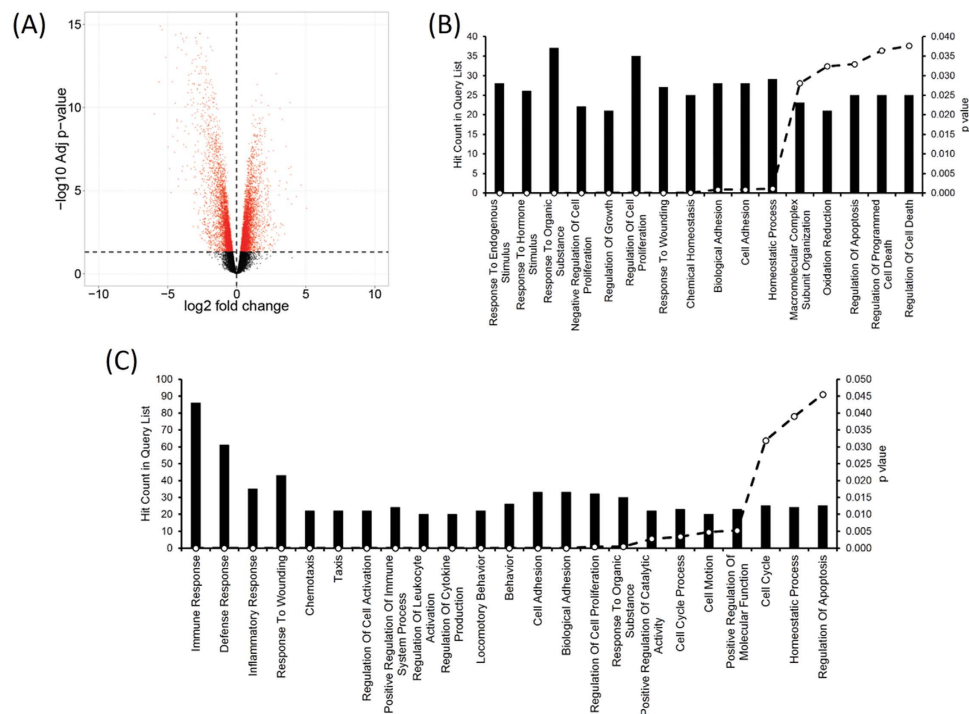 (A)
15
10
5
0
−log10 Adj p-value
−10
−5
0
5
10
log2 fold change
(B)
40
35
30
25
20
15
10
5
0
Hit Count in Query List
0.040
0.035
0.030
0.025
0.020
0.015
0.010
0.005
0.000
p value
Response To Endogenous
Stimulus
Response To Hormone
Stimulus
Response To Organic
Substance
Negative Regulation Of Cell
Proliferation
Regulation Of Growth
Regulation Of Cell
Proliferation
Response To Wounding
Chemical Homeostasis
Biological Adhesion
Cell Adhesion
Homeostatic Process
Macromolecular Complex
Subunit Organization
Oxidation Reduction
Regulation Of Apoptosis
Regulation Of Programmed
Cell Death
Regulation Of Cell Death
(C)
100
90
80
70
60
50
40
30
20
10
0
Hit Count in Query List
0.050
0.045
0.040
0.035
0.030
0.025
0.020
0.015
0.010
0.005
0.000
p vlaue
Immune Response
Defense Response
Inflammatory Response
Response To Wounding
Chemotaxis
Taxis
Regulation Of Cell Activation
Positive Regulation Of Immune
System Process
Regulation Of Leukocyte
Activation
Regulation Of Cytokine
Production
Locomotory Behavior
Behavior
Cell Adhesion
Biological Adhesion
Regulation Of Cell Proliferation
Response To Organic
Substance
Positive Regulation Of Catalytic
Activity
Cell Cycle Process
Cell Motion
Positive Regulation Of
Molecular Function
Cell Cycle
Homeostatic Process
Regulation Of Apoptosis